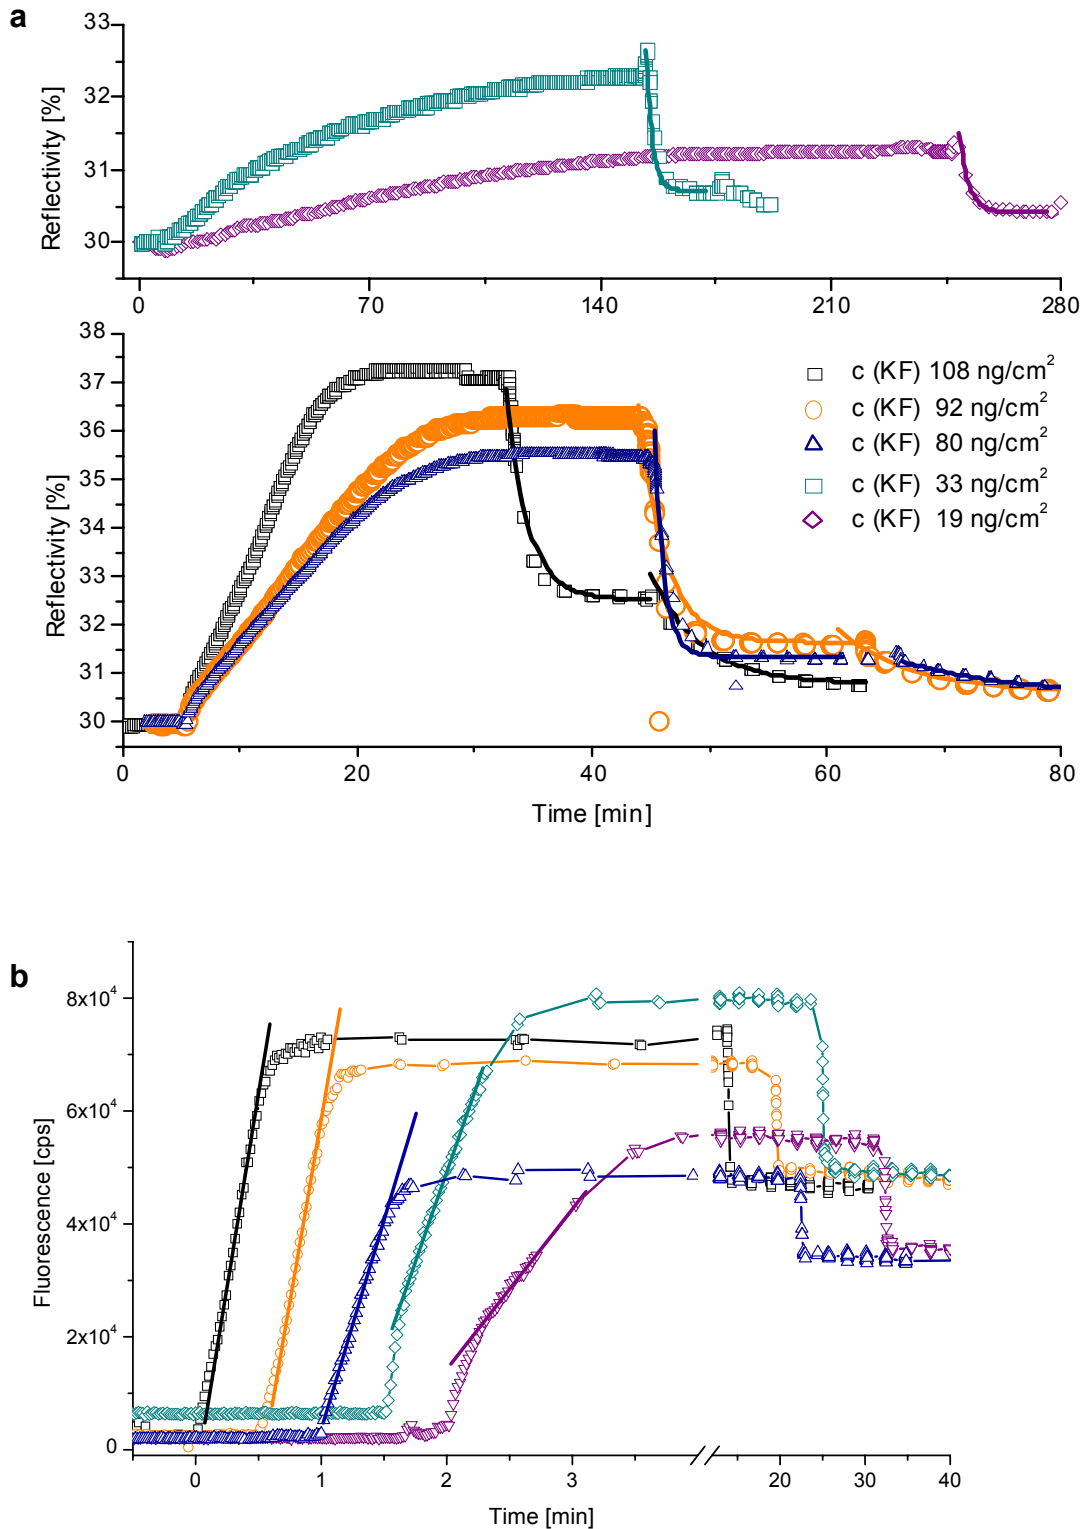 a
33
32
31
30
Reflectivity [%]
0 70 140 210 280
38
37
36
35
34
33
32
31
30
Reflectivity [%]
c (KF) 108 ng/cm²
c (KF) 92 ng/cm²
c (KF) 80 ng/cm²
c (KF) 33 ng/cm²
c (KF) 19 ng/cm²
0 20 40 60 80
Time [min]
b
8x10⁴
6x10⁴
4x10⁴
2x10⁴
0
Fluorescence [cps]
0 1 2 3 20 30 40
Time [min]